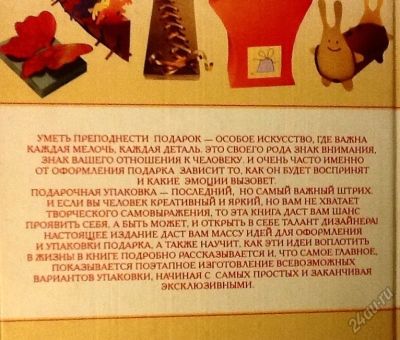 УМЕТЬ ПРЕПОДНЕСТИ ПОДАРОК — ОСОБОЕ ИСКУССТВО, ГДЕ ВАЖНА
КАЖДАЯ МЕЛОЧЬ, КАЖДАЯ ДЕТАЛЬ. ЭТО СВОЕГО РОДА ЗНАК ВНИМАНИЯ,
ЗНАК ВАШЕГО ОТНОШЕНИЯ К ЧЕЛОВЕКУ. И ОЧЕНЬ ЧАСТО ИМЕННО
ОТ ОФОРМЛЕНИЯ ПОДАРКА ЗАВИСИТ ТО, КАК ОН БУДЕТ ВОСПРИНЯТ
И КАКИЕ ЭМОЦИИ ВЫЗОВЕТ.
ПОДАРОЧНАЯ УПАКОВКА — ПОСЛЕДНИЙ, НО САМЫЙ ВАЖНЫЙ ШТРИХ.
И ЕСЛИ ВЫ ЧЕЛОВЕК КРЕАТИВНЫЙ И ЯРКИЙ, НО ВАМ НЕ ХВАТАЕТ
ТВОРЧЕСКОГО САМОВЫРАЖЕНИЯ, ТО ЭТА КНИГА ДАСТ ВАМ ШАНС
ПРОЯВИТЬ СЕБЯ, А БЫТЬ МОЖЕТ, И ОТКРЫТЬ В СЕБЕ ТАЛАНТ ДИЗАЙНЕРА!
НАСТОЯЩЕЕ ИЗДАНИЕ ДАСТ ВАМ МАССУ ИДЕЙ ДЛЯ ОФОРМЛЕНИЯ
И УПАКОВКИ ПОДАРКА, А ТАКЖЕ НАУЧИТ, КАК ЭТИ ИДЕИ ВОПЛОТИТЬ
В ЖИЗНЬ В КНИГЕ ПОДРОБНО РАССКАЗЫВАЕТСЯ И, ЧТО САМОЕ ГЛАВНОЕ,
ПОКАЗЫВАЕТСЯ ПОЭТАПНОЕ ИЗГОТОВЛЕНИЕ ВСЕВОЗМОЖНЫХ
ВАРИАНТОВ УПАКОВКИ, НАЧИНАЯ С САМЫХ ПРОСТЫХ И ЗАКАНЧИВАЯ
ЭКСКЛЮЗИВНЫМИ.
24au.ru